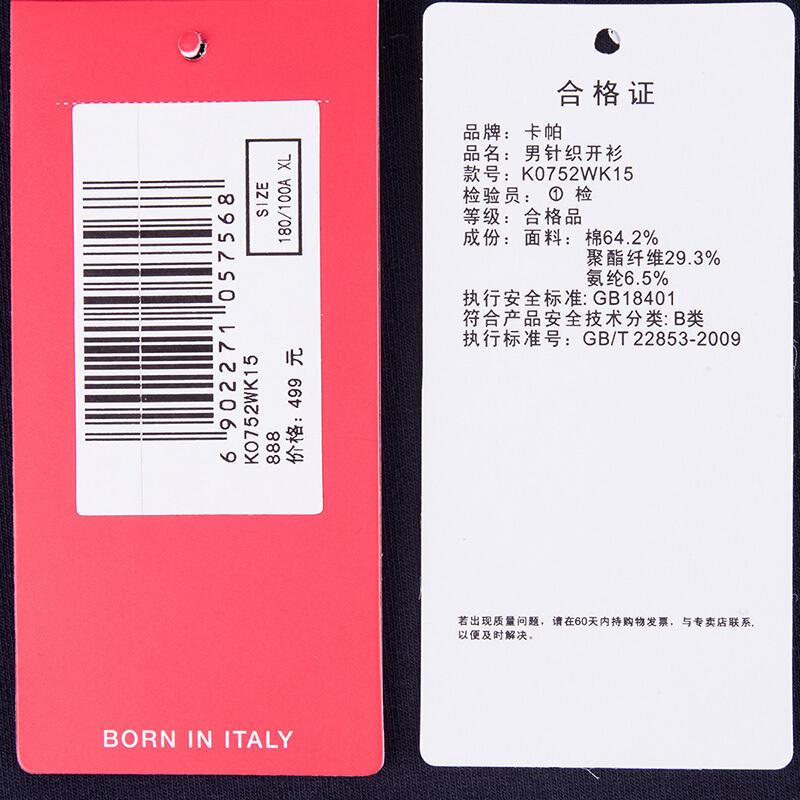 SIZE
180/100A XL
6 902271 057568
K0752WK15
888
价格: 499 元
BORN IN ITALY
合格证
品牌: 卡帕
品名: 男针织开衫
款号: K0752WK15
检验员: ① 检
等级: 合格品
成份: 面料: 棉64.2%
聚酯纤维29.3%
氨纶6.5%
执行安全标准: GB18401
符合产品安全技术分类: B类
执行标准号: GB/T 22853-2009
若出现质量问题, 请在60天内持购物发票, 与专卖店联系,
以便及时解决。